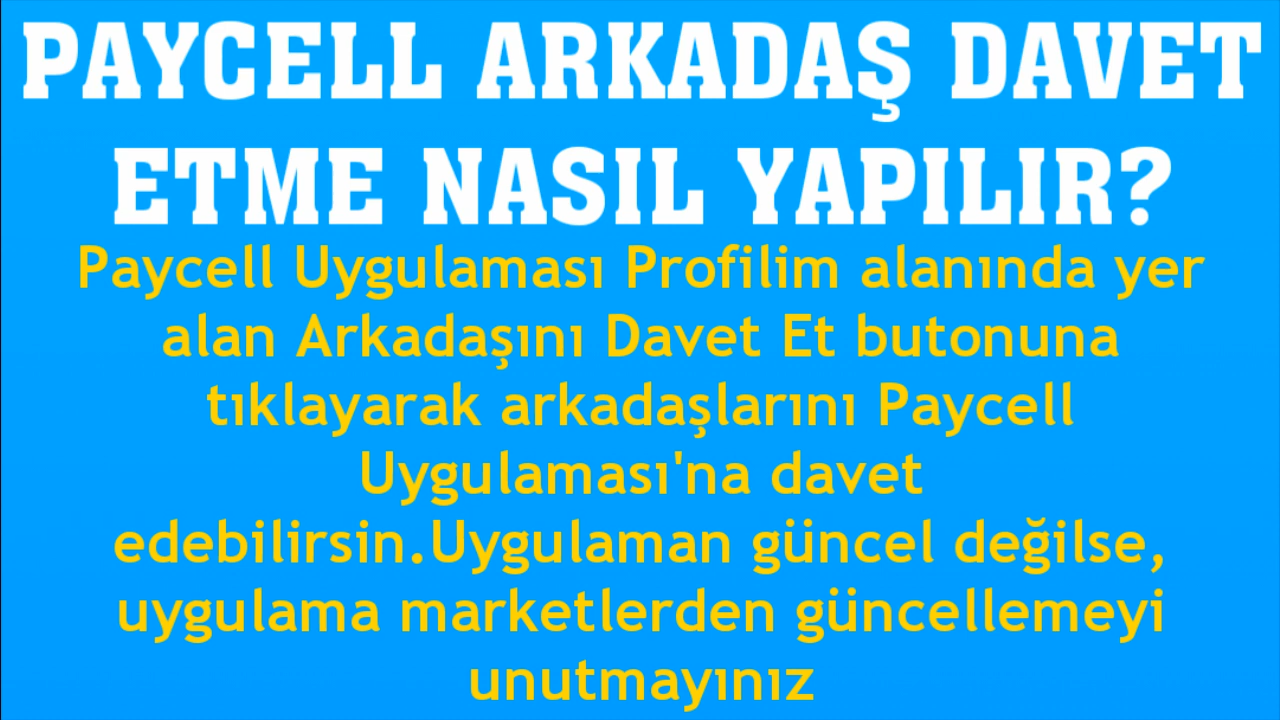 PAYCELL ARKADAŞ DAVET
ETME NASIL YAPILIR?
Paycell Uygulaması Profilim alanında yer
alan Arkadaşını Davet Et butonuna
tıklayarak arkadaşlarını Paycell
Uygulaması'na davet
edebilirsin.Uygulaman güncel değilse,
uygulama marketlerden güncellemeyi
unutmayınız